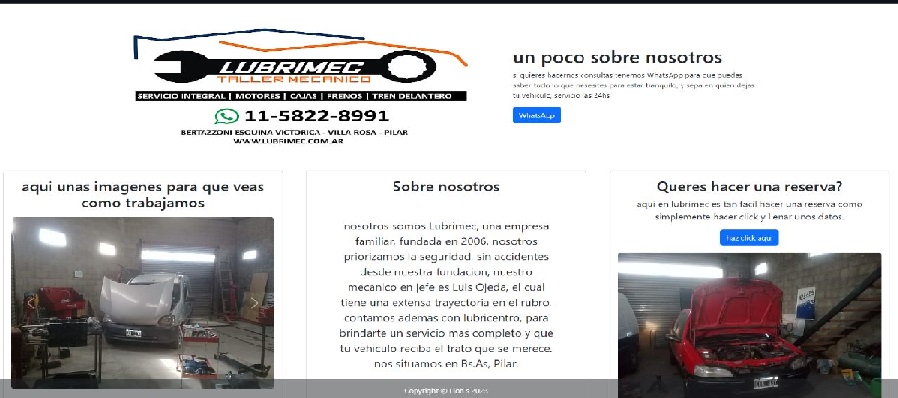 LUBRIMEC
TALLER MECANICO
SERVICIO INTEGRAL | MOTORES | CAJAS | FRENOS | TREN DELANTERO
11-5822-8991
BERTAZZONI ESQUINA VICTORICA - VILLA ROSA - PILAR
WWW.LUBRIMEC.COM.AR
un poco sobre nosotros
si quieres hacernos consultas tenemos WhatsApp para que puedas
saber todo lo que necesites para estar tranquilo, y sepa en quien dejas
tu vehiculo, servicio las 24hs
WhatsApp
aqui unas imagenes para que veas
como trabajamos
Sobre nosotros
nosotros somos Lubrimec, una empresa
familiar, fundada en 2006. nosotros
priorizamos la seguridad, sin accidentes
desde nuestra fundacion, nuestro
mecanico en jefe es Luis Ojeda, el cual
tiene una extensa trayectoria en el rubro.
contamos ademas con lubricentro, para
brindarte un servicio mas completo y que
tu vehiculo reciba el trato que se merece.
nos situamos en Bs.As, Pilar.
Queres hacer una reserva?
aqui en lubrimec es tan facil hacer una reserva como
simplemente hacer click y llenar unos datos
haz click aqui
Copyright ©